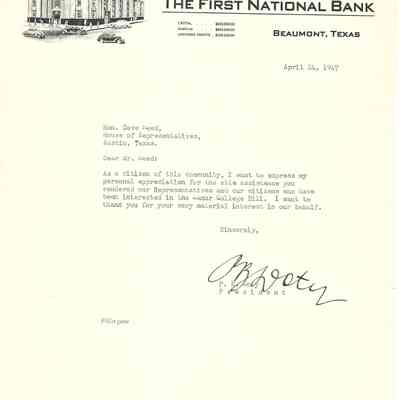 THE FIRST NATIONAL BANK
BEAUMONT, TEXAS
April 24, 1947
Hon. Dave Reed,
House of Representatives,
Austin, Texas.
Dear Mr. Reed:
As a citizen of this community, I want to express my
personal appreciation for the able assistance you
rendered our Representatives and our citizens who have
been interested in the Lamar College Bill. I want to
thank you for your very material interest in our behalf.
Sincerely,
P B Doty
President